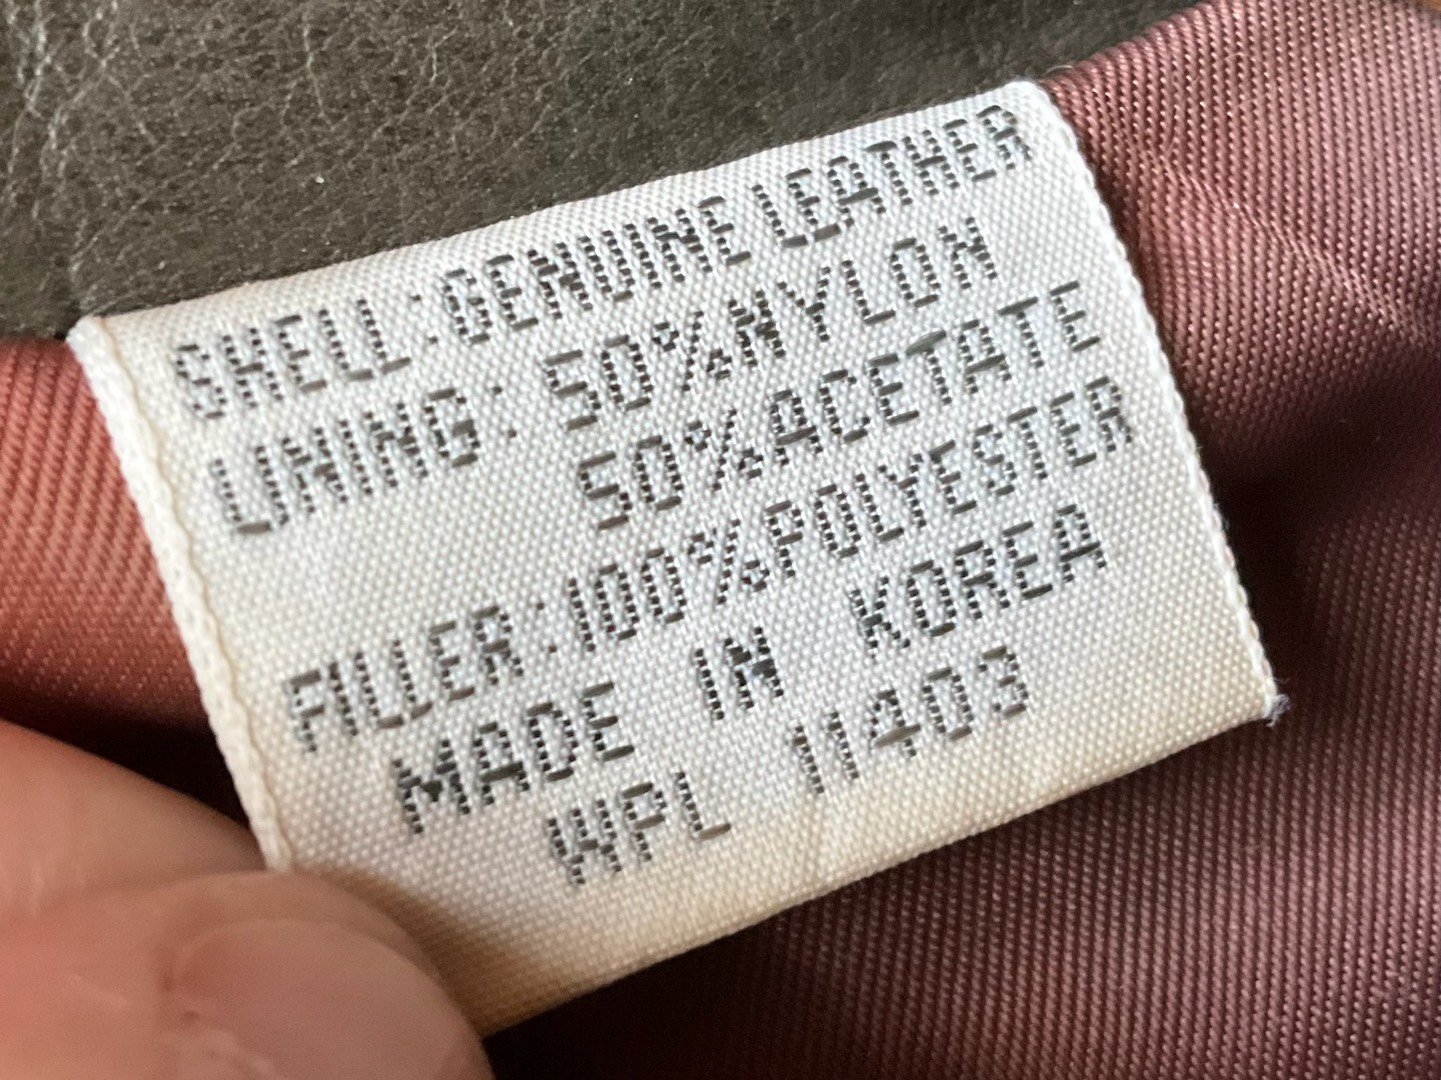 SHELL:GENUINE LEATHER
LINING: 50%NYLON
50%ACETATE
FILLER:100%POLYESTER
MADE IN KOREA
WPL 11403